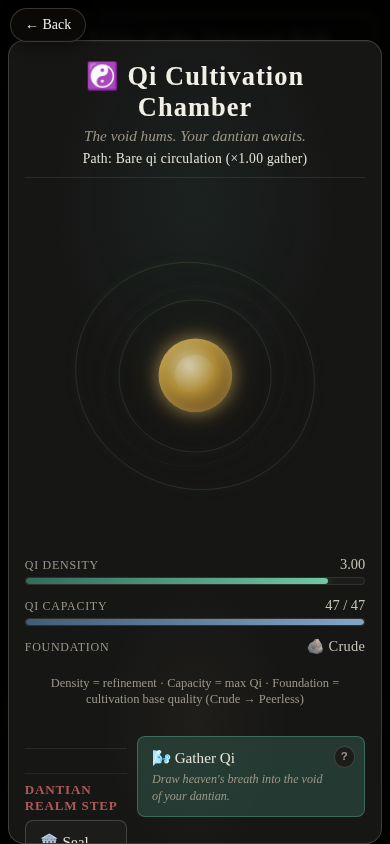 ← Back
☯️ Qi Cultivation
Chamber
The void hums. Your dantian awaits.
Path: Bare qi circulation (×1.00 gather)
QI DENSITY 3.00
QI CAPACITY 47 / 47
FOUNDATION 🪨 Crude
Density = refinement · Capacity = max Qi · Foundation =
cultivation base quality (Crude → Peerless)
🌬️ Gather Qi ?
Draw heaven's breath into the void
of your dantian.
DANTIAN
REALM STEP
🏛️ Seal